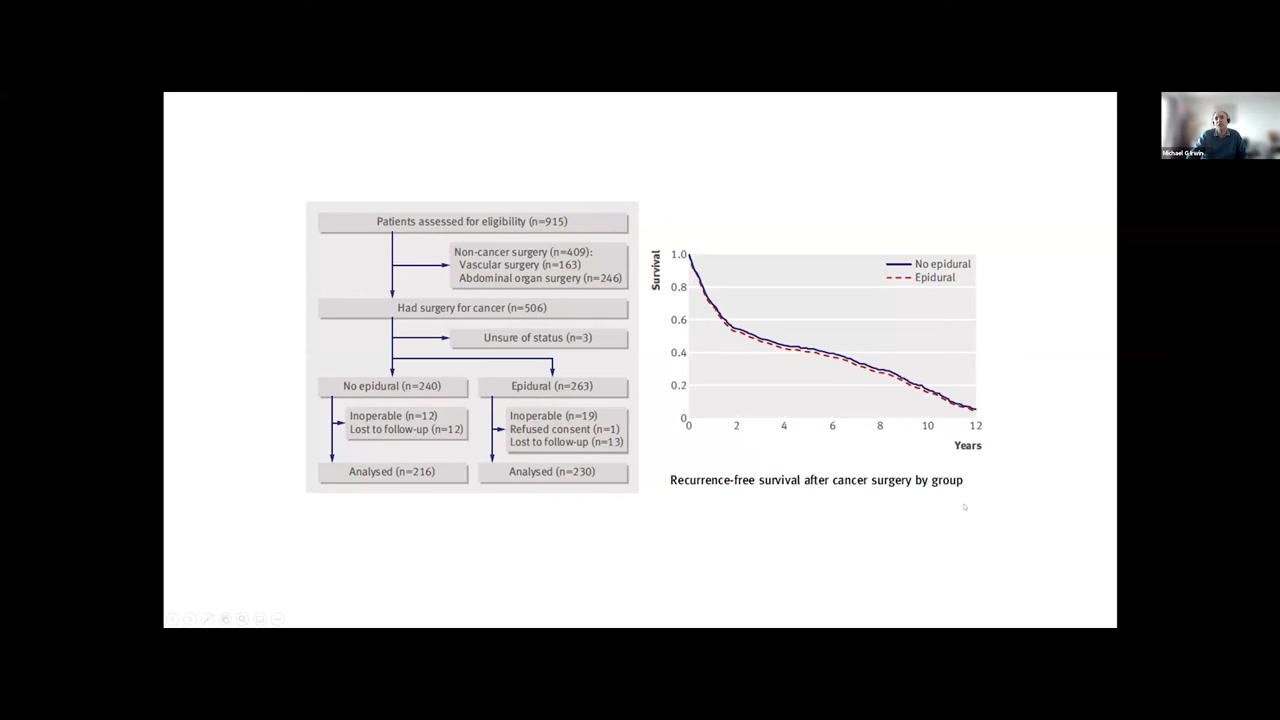 Patients assessed for eligibility (n=915)
Non-cancer surgery (n=409):
Vascular surgery (n=163)
Abdominal organ surgery (n=246)
Had surgery for cancer (n=506)
Unsure of status (n=3)
No epidural (n=240)
Epidural (n=263)
Inoperable (n=12)
Lost to follow-up (n=12)
Inoperable (n=19)
Refused consent (n=1)
Lost to follow-up (n=13)
Analysed (n=216)
Analysed (n=230)
Survival
1.0
0.8
0.6
0.4
0.2
0
No epidural
Epidural
0 2 4 6 8 10 12
Years
Recurrence-free survival after cancer surgery by group
Michael G Irwin